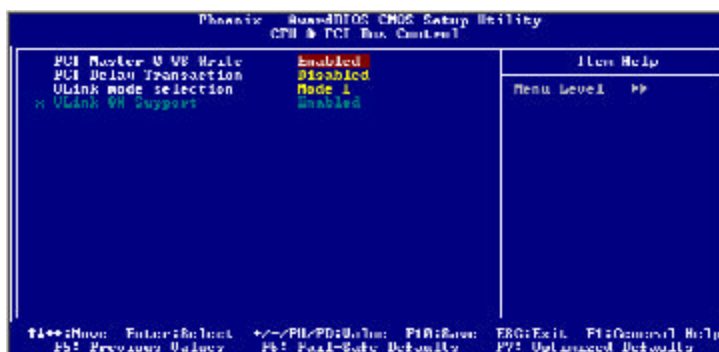 Phoenix - AwardBIOS CMOS Setup Utility
CPU & PCI Bus Control
PCI Master 0 WS Write Enabled
PCI Delay Transaction Disabled
VLink mode selection Mode 1
x VLink 8X Support Enabled
Item Help
Menu Level ▶▶
↑↓→←:Move Enter:Select +/-/PU/PD:Value F10:Save ESC:Exit F1:General Help
F5: Previous Values F6: Fail-Safe Defaults F7: Optimized Defaults